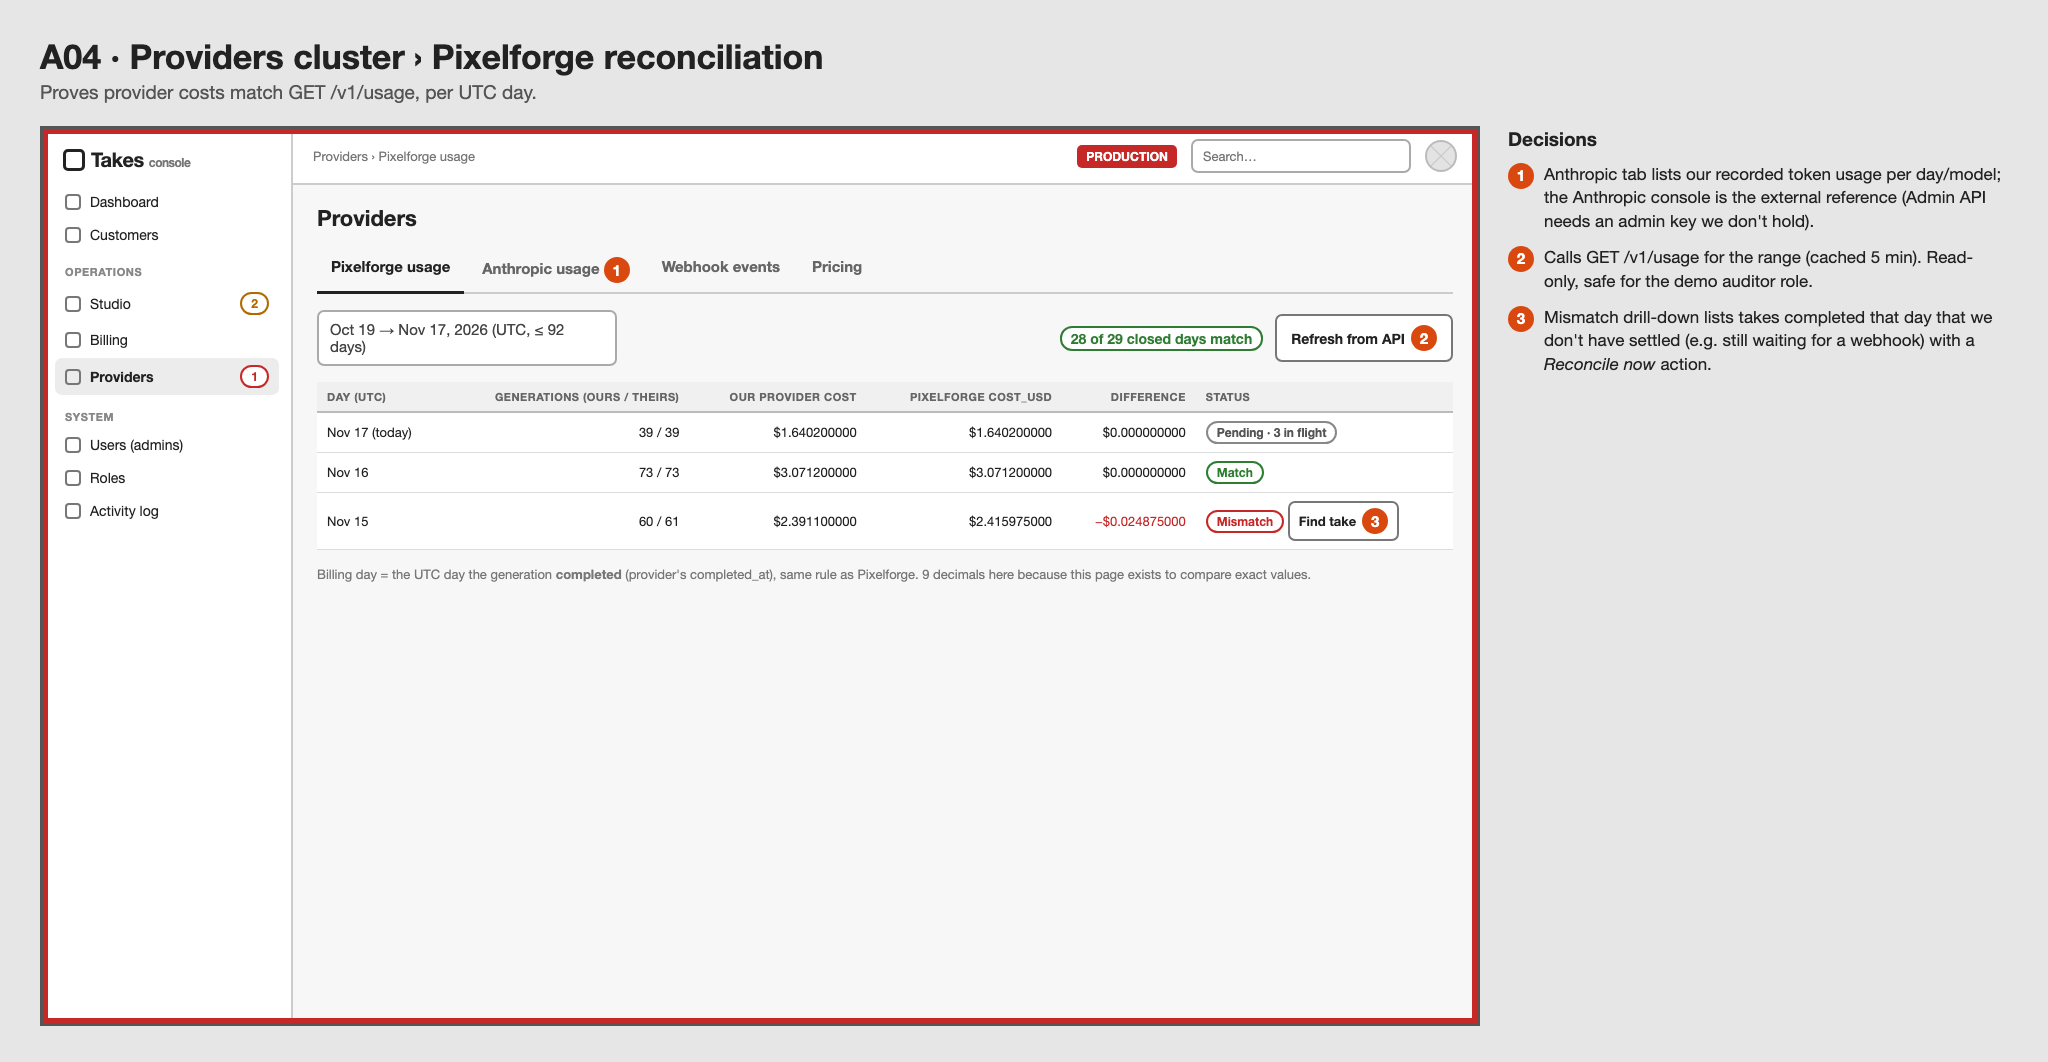 A04 · Providers cluster › Pixelforge reconciliation
Proves provider costs match GET /v1/usage, per UTC day.
Takes console
Dashboard
Customers
OPERATIONS
Studio 2
Billing
Providers 1
SYSTEM
Users (admins)
Roles
Activity log
Providers › Pixelforge usage
PRODUCTION
Search…
Providers
Pixelforge usage Anthropic usage 1 Webhook events Pricing
Oct 19 → Nov 17, 2026 (UTC, ≤ 92
days)
28 of 29 closed days match
Refresh from API 2
DAY (UTC) GENERATIONS (OURS / THEIRS) OUR PROVIDER COST PIXELFORGE COST_USD DIFFERENCE STATUS
Nov 17 (today) 39 / 39 $1.640200000 $1.640200000 $0.000000000 Pending · 3 in flight
Nov 16 73 / 73 $3.071200000 $3.071200000 $0.000000000 Match
Nov 15 60 / 61 $2.391100000 $2.415975000 −$0.024875000 Mismatch Find take 3
Billing day = the UTC day the generation completed (provider's completed_at), same rule as Pixelforge. 9 decimals here because this page exists to compare exact values.
Decisions
1 Anthropic tab lists our recorded token usage per day/model;
the Anthropic console is the external reference (Admin API
needs an admin key we don't hold).
2 Calls GET /v1/usage for the range (cached 5 min). Read-
only, safe for the demo auditor role.
3 Mismatch drill-down lists takes completed that day that we
don't have settled (e.g. still waiting for a webhook) with a
Reconcile now action.